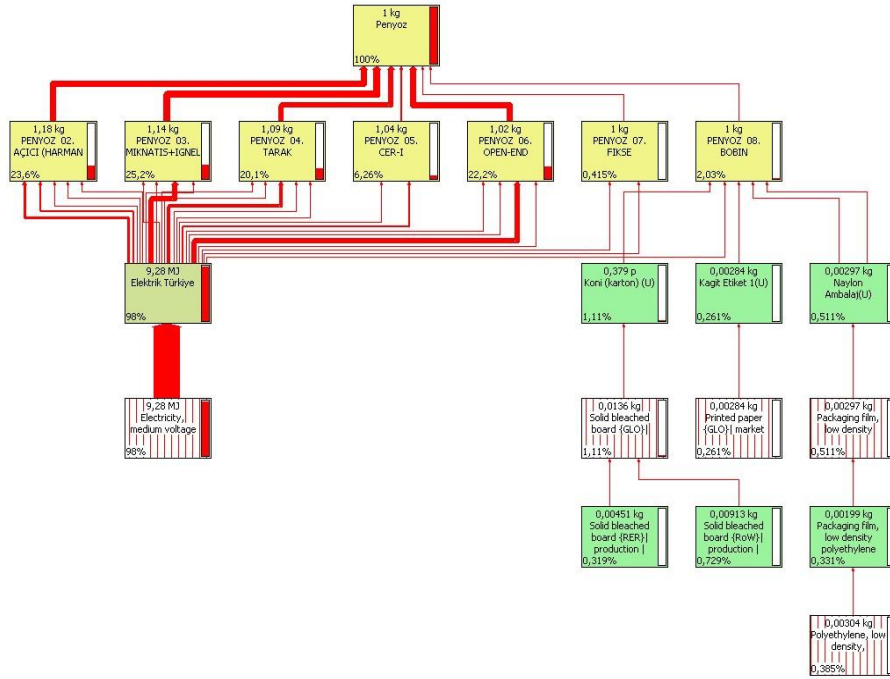 1 kg
Penyoz
100%
1,18 kg
PENYOZ 02.
AÇICI (HARMAN
23,6%
1,14 kg
PENYOZ 03.
MIKNATIS+IGNEL
25,2%
1,09 kg
PENYOZ 04.
TARAK
20,1%
1,04 kg
PENYOZ 05.
CER-I
6,26%
1,02 kg
PENYOZ 06.
OPEN-END
22,2%
1 kg
PENYOZ 07.
FIKSE
0,415%
1 kg
PENYOZ 08.
BOBIN
2,03%
9,28 MJ
Elektrik Türkiye
98%
0,379 p
Koni (karton) (U)
1,11%
0,00284 kg
Kagit Etiket 1(U)
0,261%
0,00297 kg
Naylon
Ambalaj(U)
0,511%
9,28 MJ
Electricity,
medium voltage
98%
0,0136 kg
Solid bleached
board {GLO}|
1,11%
0,00284 kg
Printed paper
{GLO}| market
0,261%
0,00297 kg
Packaging film,
low density
0,511%
0,00451 kg
Solid bleached
board {RER}|
production |
0,319%
0,00913 kg
Solid bleached
board {RoW}|
production |
0,729%
0,00199 kg
Packaging film,
low density
polyethylene
0,331%
0,00304 kg
Polyethylene, low
density,
0,385%